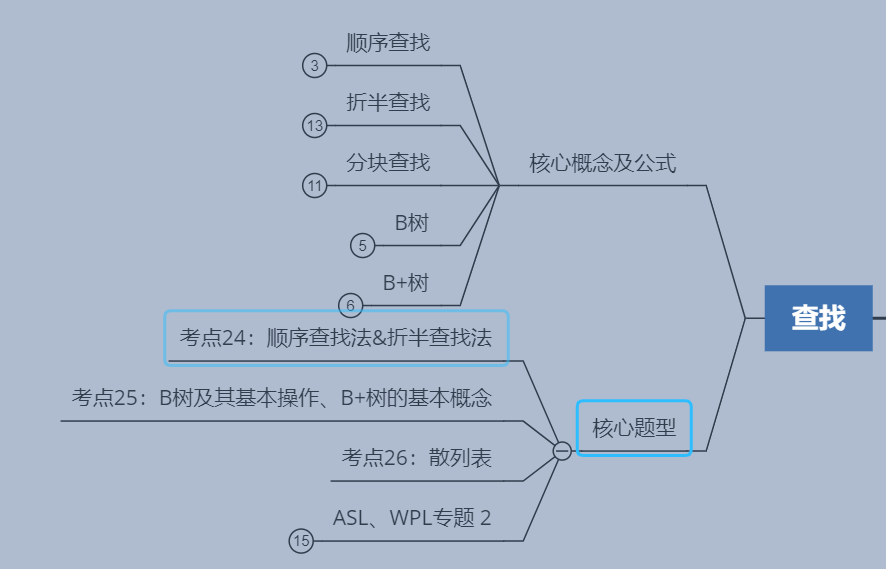 顺序查找
3
折半查找
13
分块查找
11
核心概念及公式
B树
5
B+树
6
查找
考点24：顺序查找法&折半查找法
考点25：B树及其基本操作、B+树的基本概念
核心题型
考点26：散列表
ASL、WPL专题 2
15